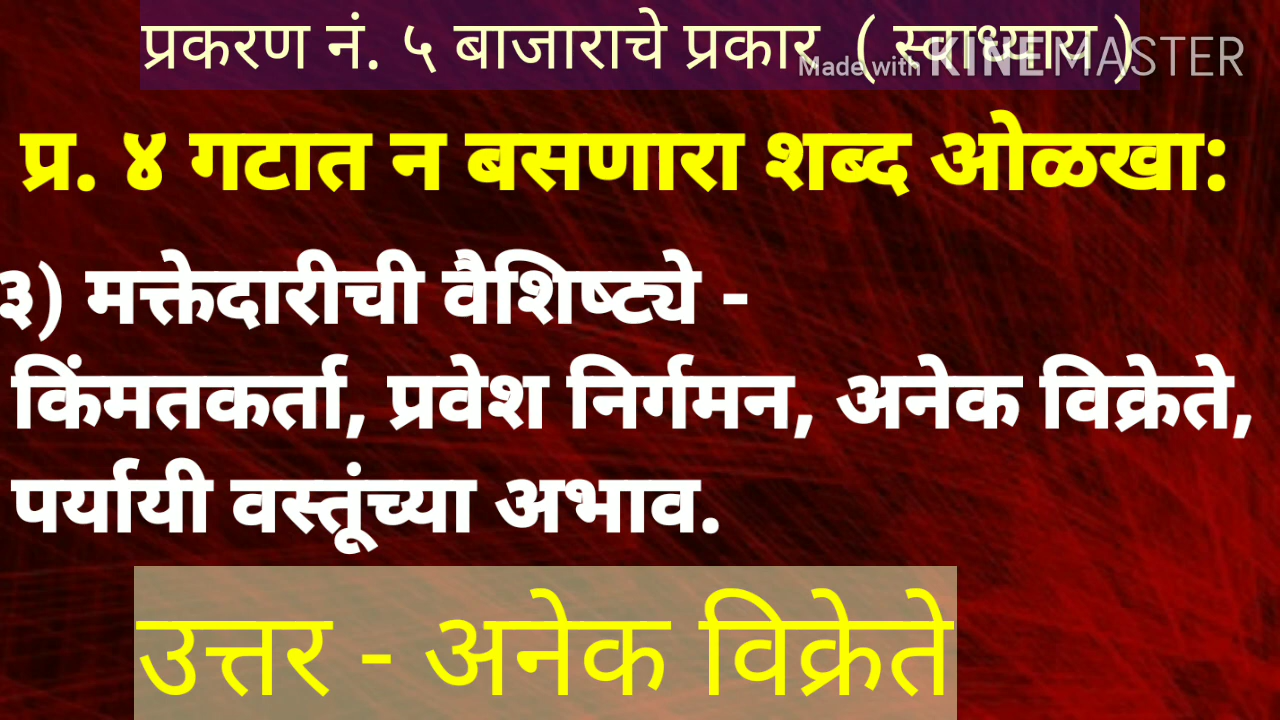 प्रकरण नं. ५ बाजाराचे प्रकार ( स्वाध्याय )
Made with KINEMASTER
प्र. ४ गटात न बसणारा शब्द ओळखा:
३) मक्तेदारीची वैशिष्ट्ये -
किंमतकर्ता, प्रवेश निर्गमन, अनेक विक्रेते,
पर्यायी वस्तूंच्या अभाव.
उत्तर - अनेक विक्रेते